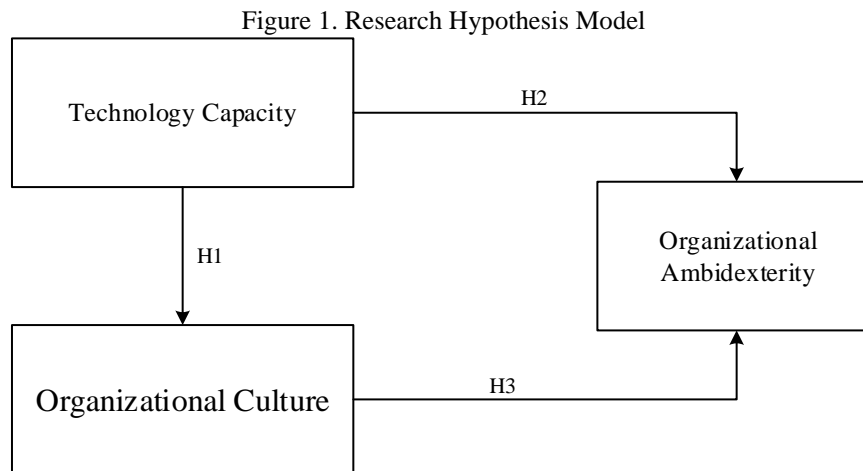 Figure 1. Research Hypothesis Model
Technology Capacity
H2
Organizational
Ambidexterity
H1
Organizational Culture
H3